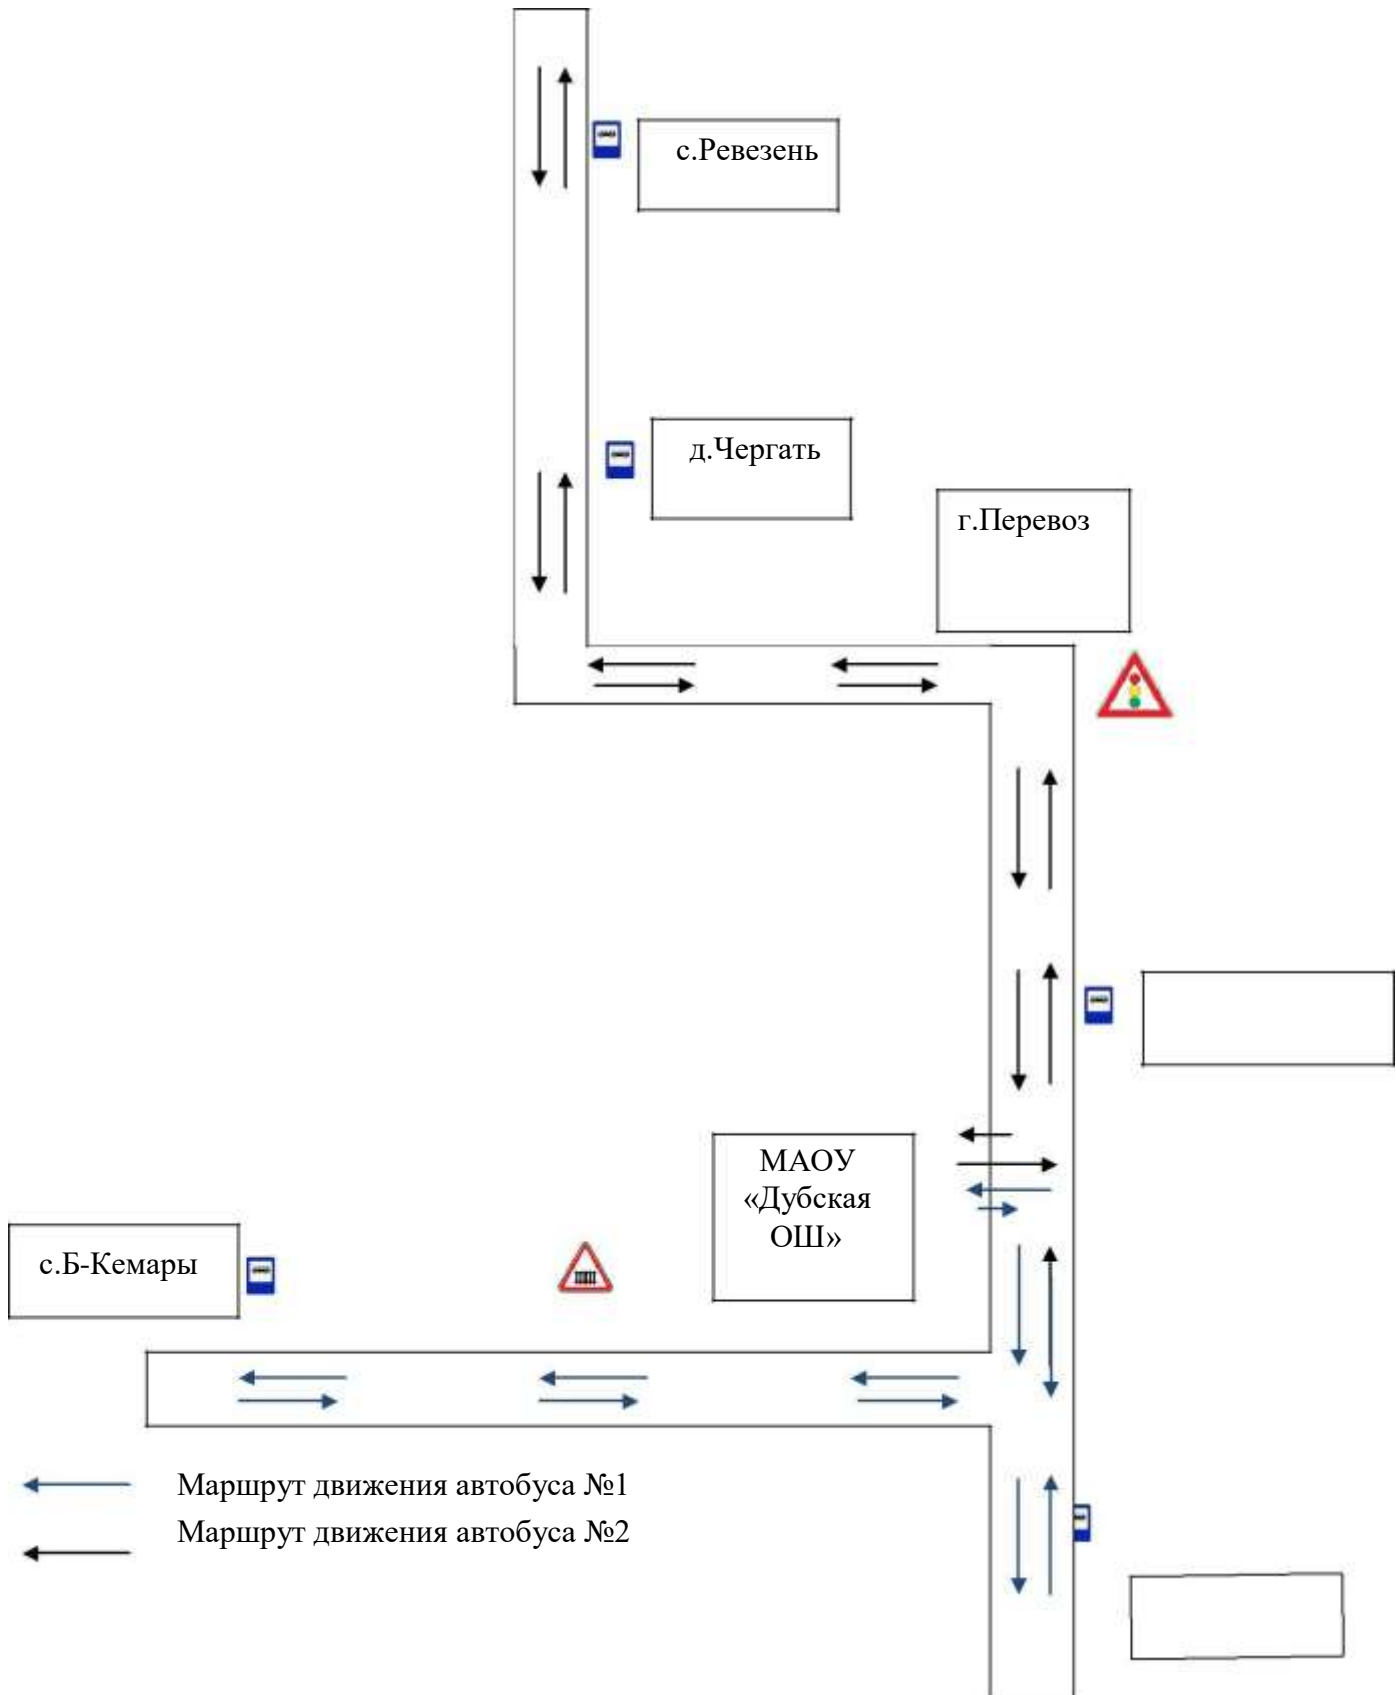 с.Ревезень
д.Чергать
г.Перевоз
МАОУ
«Дубская
ОШ»
с.Б-Кемары
Маршрут движения автобуса №1
Маршрут движения автобуса №2